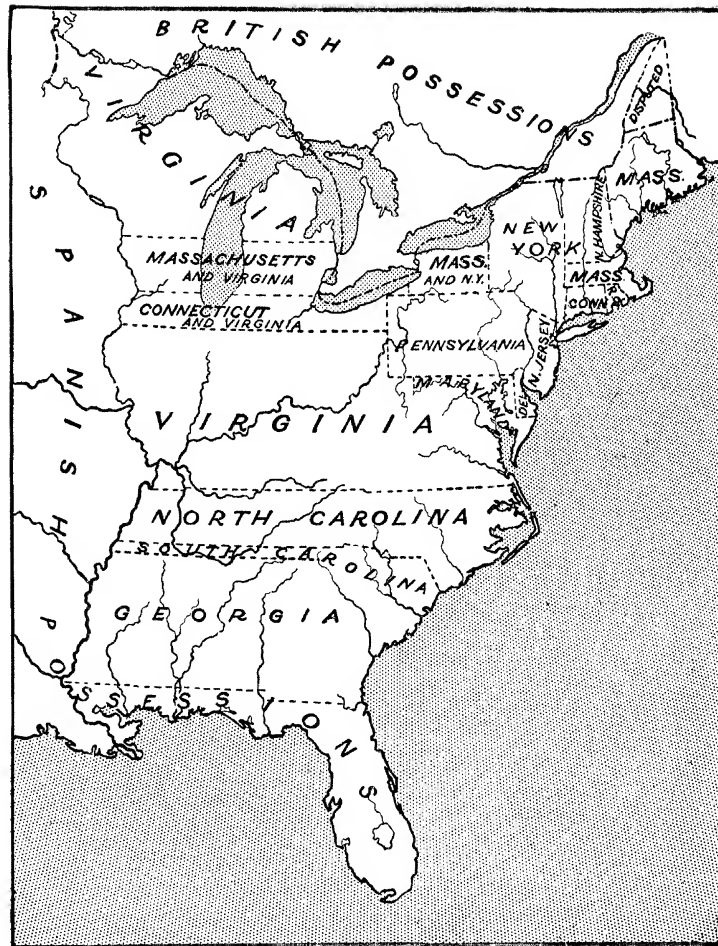 BRITISH POSSESSIONS
VIRGINIA
DISPUTED
MASS.
N. HAMPSHIRE
NEW
YORK
SPANISH POSSESSIONS
MASSACHUSETTS
AND VIRGINIA
MASS.
AND N.Y.
MASS
CONN.
R.I.
CONNECTICUT
AND VIRGINIA
PENNSYLVANIA
N. JERSEY
MARYLAND
DEL.
VIRGINIA
NORTH CAROLINA
SOUTH CAROLINA
GEORGIA